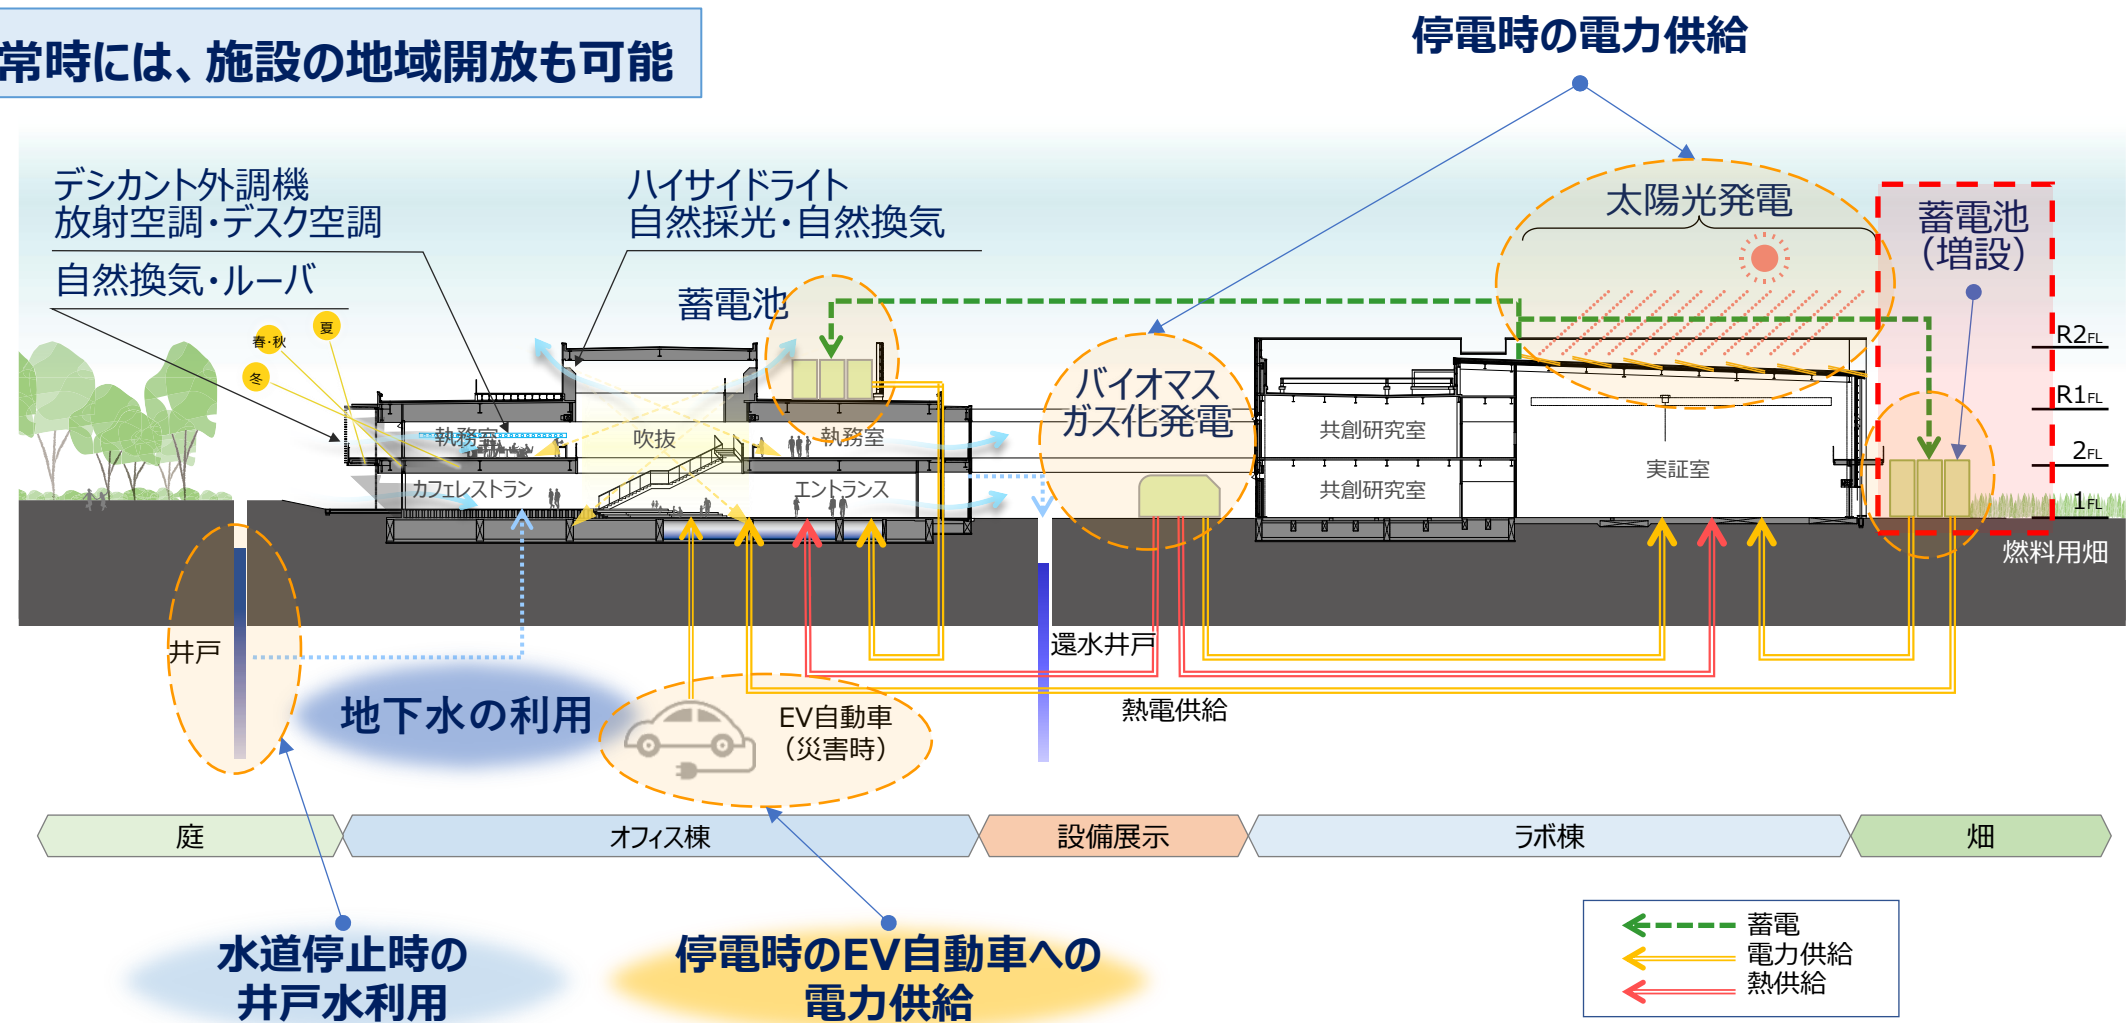 常時には、施設の地域開放も可能
停電時の電力供給
デシカント外調機
放射空調・デスク空調
自然換気・ルーバ
ハイサイドライト
自然採光・自然換気
蓄電池
太陽光発電
蓄電池
（増設）
夏
春・秋
冬
バイオマス
ガス化発電
執務室
吹抜
執務室
カフェレストラン
エントランス
共創研究室
共創研究室
実証室
R2FL
R1FL
2FL
1FL
燃料用畑
井戸
還水井戸
地下水の利用
EV自動車
（災害時）
熱電供給
庭
オフィス棟
設備展示
ラボ棟
畑
水道停止時の
井戸水利用
停電時のEV自動車への
電力供給
蓄電
電力供給
熱供給